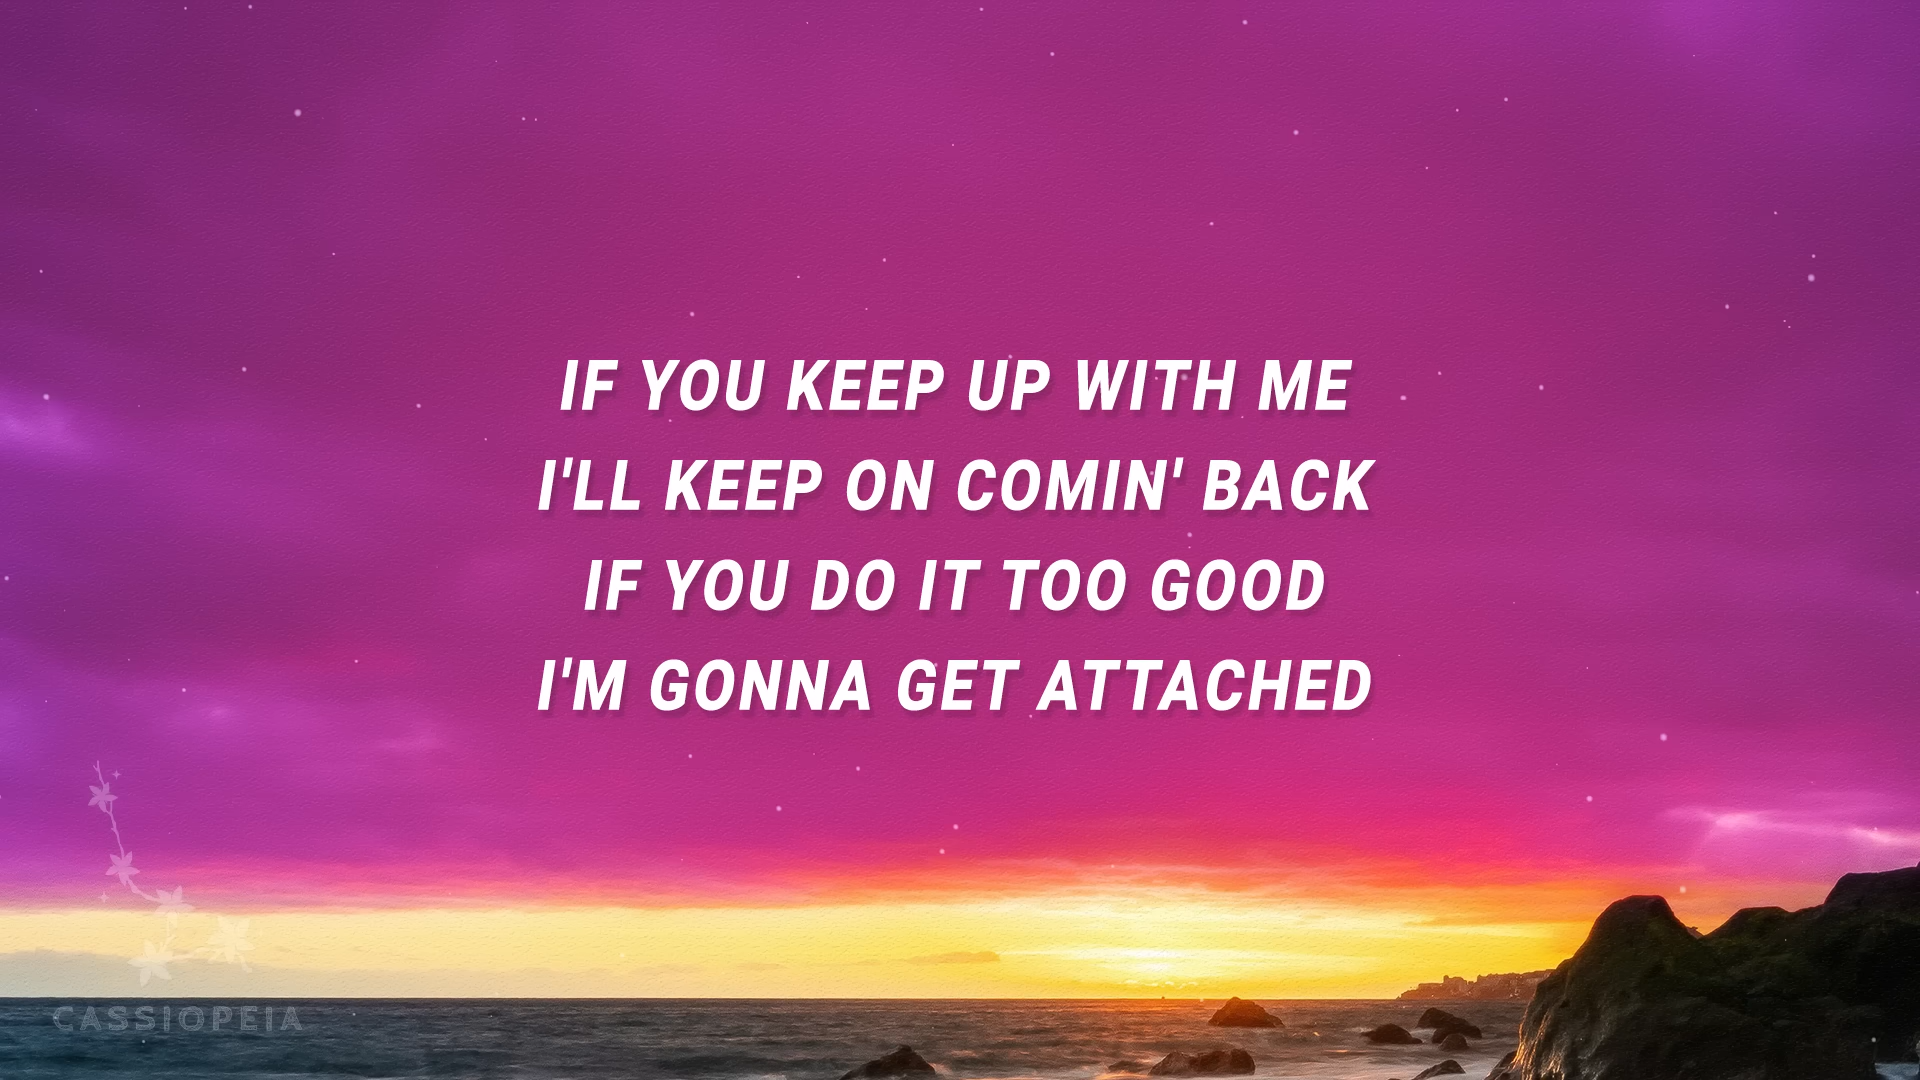 IF YOU KEEP UP WITH ME
I'LL KEEP ON COMIN' BACK
IF YOU DO IT TOO GOOD
I'M GONNA GET ATTACHED
CASSIOPEIA